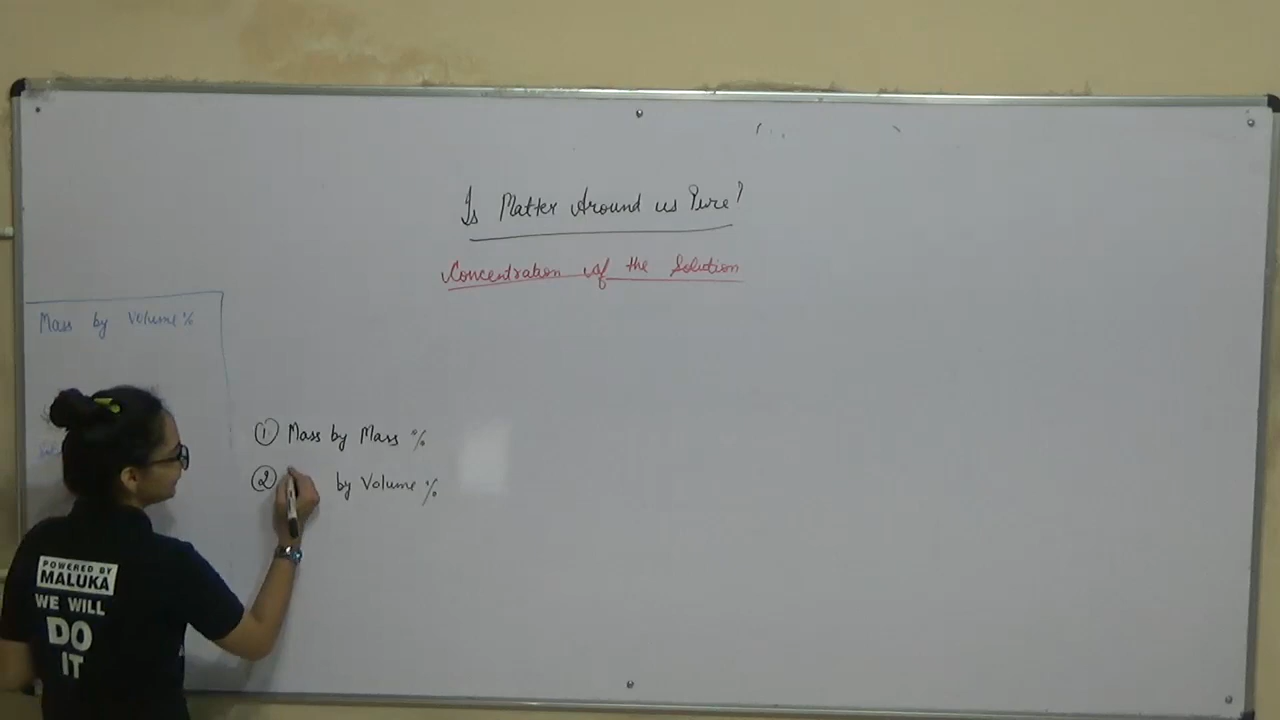 Is Matter Around us Pure?
Concentration of the Solution
Mass by Volume %
① Mass by Mass %
② by Volume %
POWERED BY
MALUKA
WE WILL
DO
IT